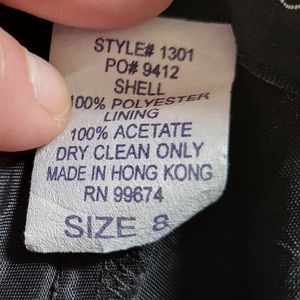 STYLE# 1301
PO# 9412
SHELL
100% POLYESTER
LINING
100% ACETATE
DRY CLEAN ONLY
MADE IN HONG KONG
RN 99674
SIZE 8